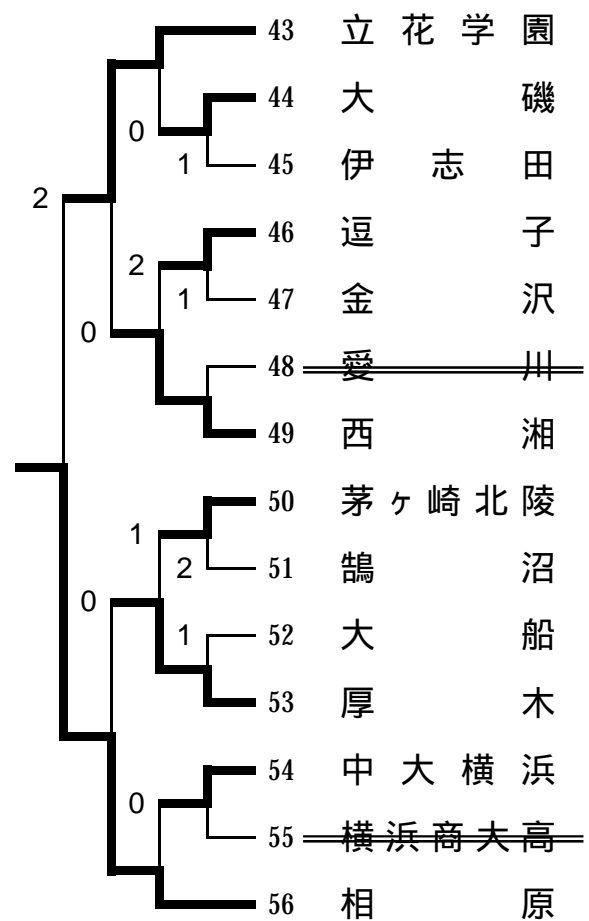 43 立花学園
44 大磯
0
1 45 伊志田
2
46 逗子
2
1 47 金沢
0
48 愛川
49 西湘
50 茅ヶ崎北陵
1
2 51 鵠沼
0
1 52 大船
53 厚木
54 中大横浜
0
55 横浜商大高
56 相原